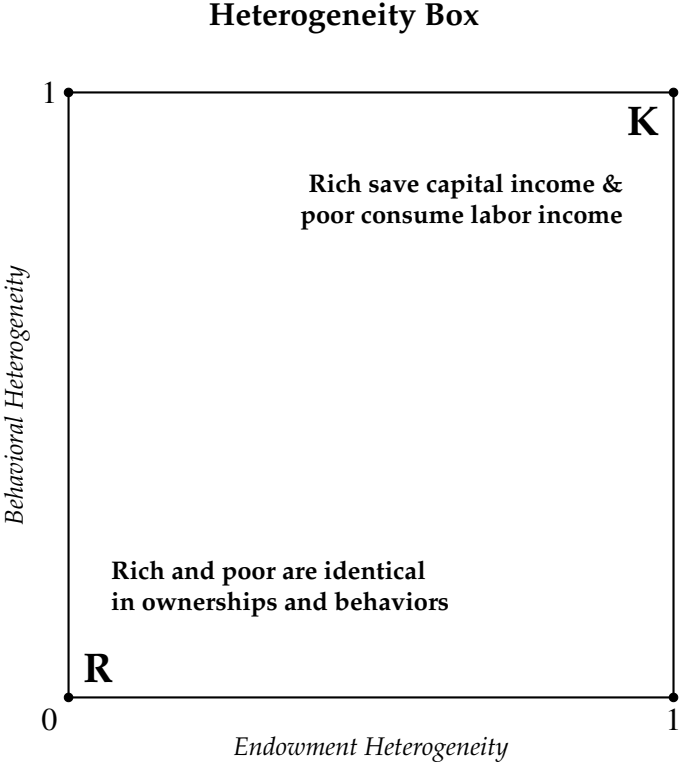 Heterogeneity Box
1
K
Rich save capital income &
poor consume labor income
Behavioral Heterogeneity
Rich and poor are identical
in ownerships and behaviors
R
0
1
Endowment Heterogeneity